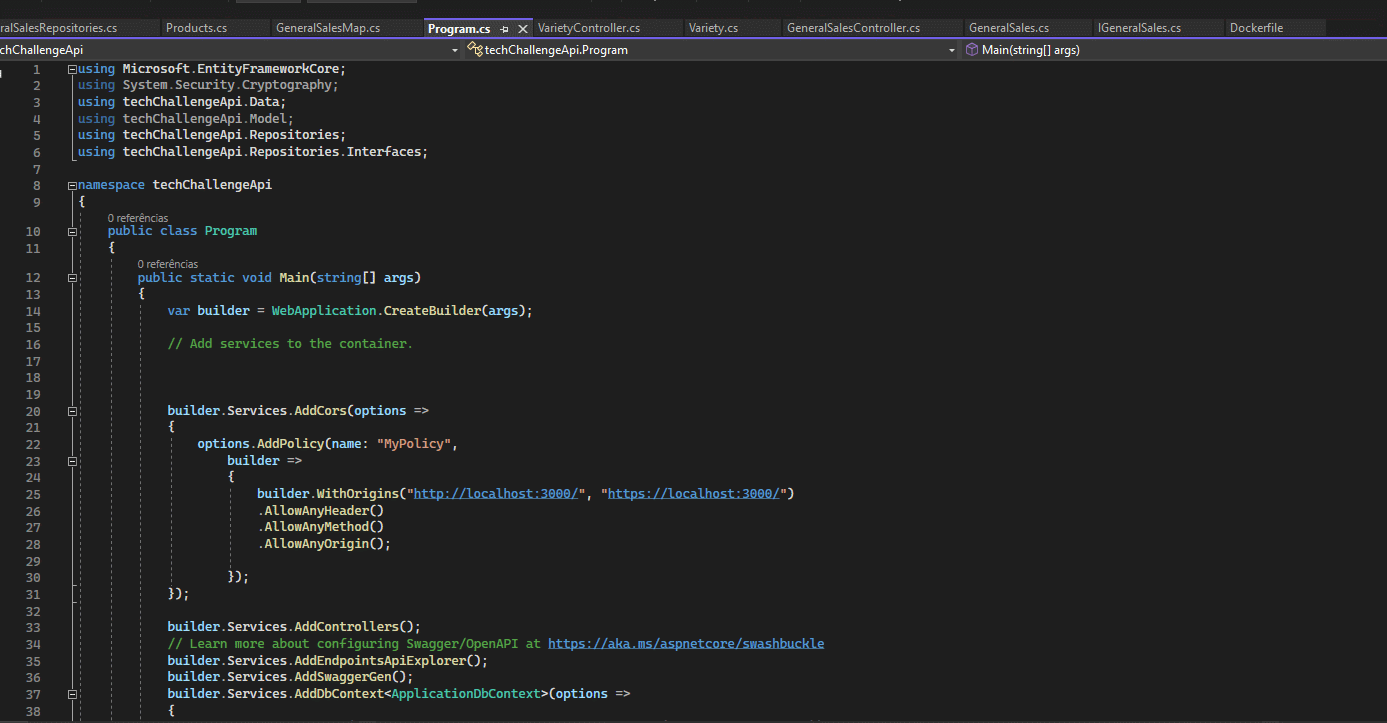 ralSalesRepositories.cs Products.cs GeneralSalesMap.cs Program.cs VarietyController.cs Variety.cs GeneralSalesController.cs GeneralSales.cs IGeneralSales.cs Dockerfile
chChallengeApi techChallengeApi.Program Main(string[] args)
1 using Microsoft.EntityFrameworkCore;
2 using System.Security.Cryptography;
3 using techChallengeApi.Data;
4 using techChallengeApi.Model;
5 using techChallengeApi.Repositories;
6 using techChallengeApi.Repositories.Interfaces;
7
8 namespace techChallengeApi
9 {
0 referências
10 public class Program
11 {
0 referências
12 public static void Main(string[] args)
13 {
14 var builder = WebApplication.CreateBuilder(args);
15
16 // Add services to the container.
17
18
19
20 builder.Services.AddCors(options =>
21 {
22 options.AddPolicy(name: "MyPolicy",
23 builder =>
24 {
25 builder.WithOrigins("http://localhost:3000/", "https://localhost:3000/")
26 .AllowAnyHeader()
27 .AllowAnyMethod()
28 .AllowAnyOrigin();
29
30 });
31 });
32
33 builder.Services.AddControllers();
34 // Learn more about configuring Swagger/OpenAPI at https://aka.ms/aspnetcore/swashbuckle
35 builder.Services.AddEndpointsApiExplorer();
36 builder.Services.AddSwaggerGen();
37 builder.Services.AddDbContext<ApplicationDbContext>(options =>
38 {